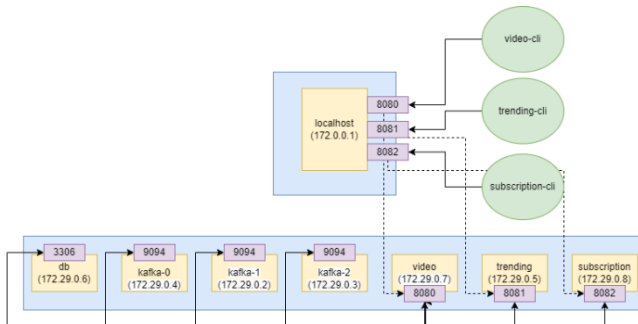 video-cli
8080
localhost
(172.0.0.1)
8081
trending-cli
8082
subscription-cli
3306
db
(172.29.0.6)
9094
kafka-0
(172.29.0.4)
9094
kafka-1
(172.29.0.2)
9094
kafka-2
(172.29.0.3)
video
(172.29.0.7)
8080
trending
(172.29.0.5)
8081
subscription
(172.29.0.8)
8082